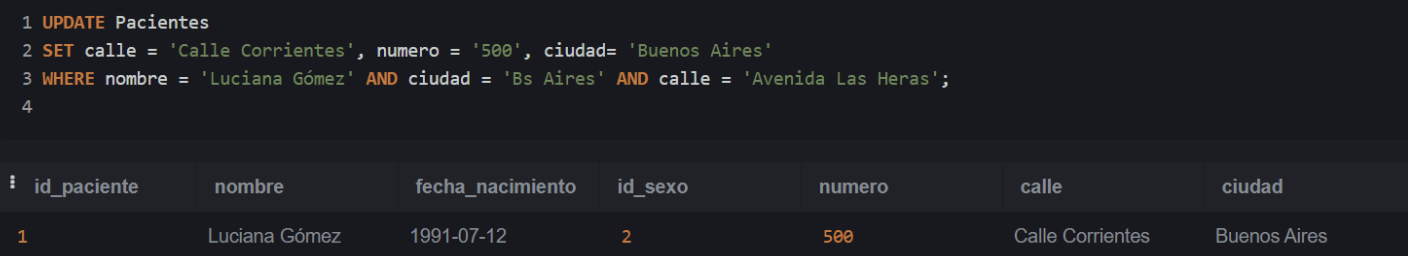 1 UPDATE Pacientes
2 SET calle = 'Calle Corrientes', numero = '500', ciudad= 'Buenos Aires'
3 WHERE nombre = 'Luciana Gómez' AND ciudad = 'Bs Aires' AND calle = 'Avenida Las Heras';
4
id_paciente nombre fecha_nacimiento id_sexo numero calle ciudad
1 Luciana Gómez 1991-07-12 2 500 Calle Corrientes Buenos Aires